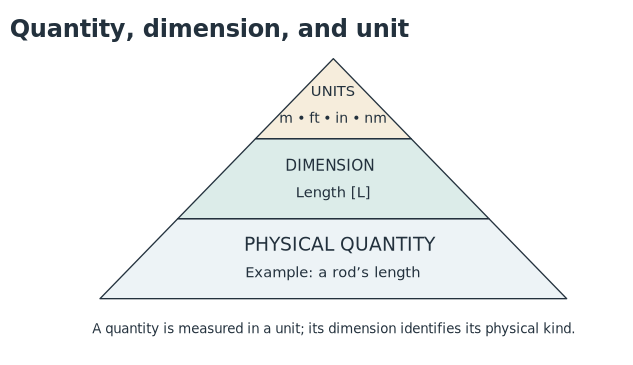 Quantity, dimension, and unit
UNITS
m • ft • in • nm
DIMENSION
Length [L]
PHYSICAL QUANTITY
Example: a rod’s length
A quantity is measured in a unit; its dimension identifies its physical kind.